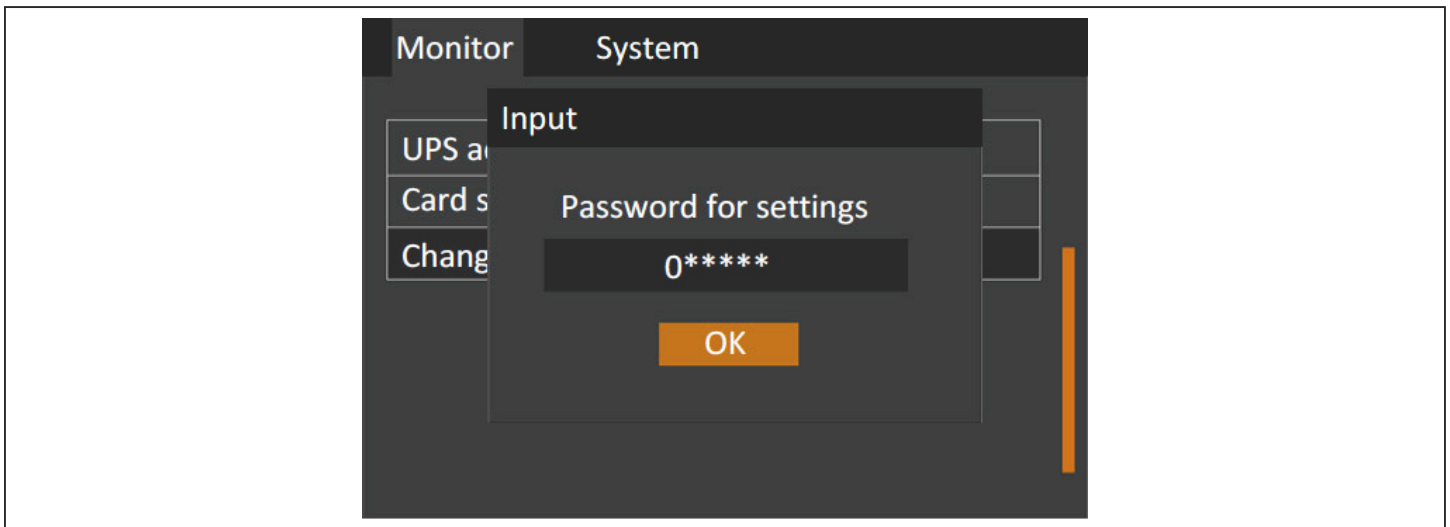 Monitor System
Input
UPS a
Card s
Password for settings
Chang
0*****
OK